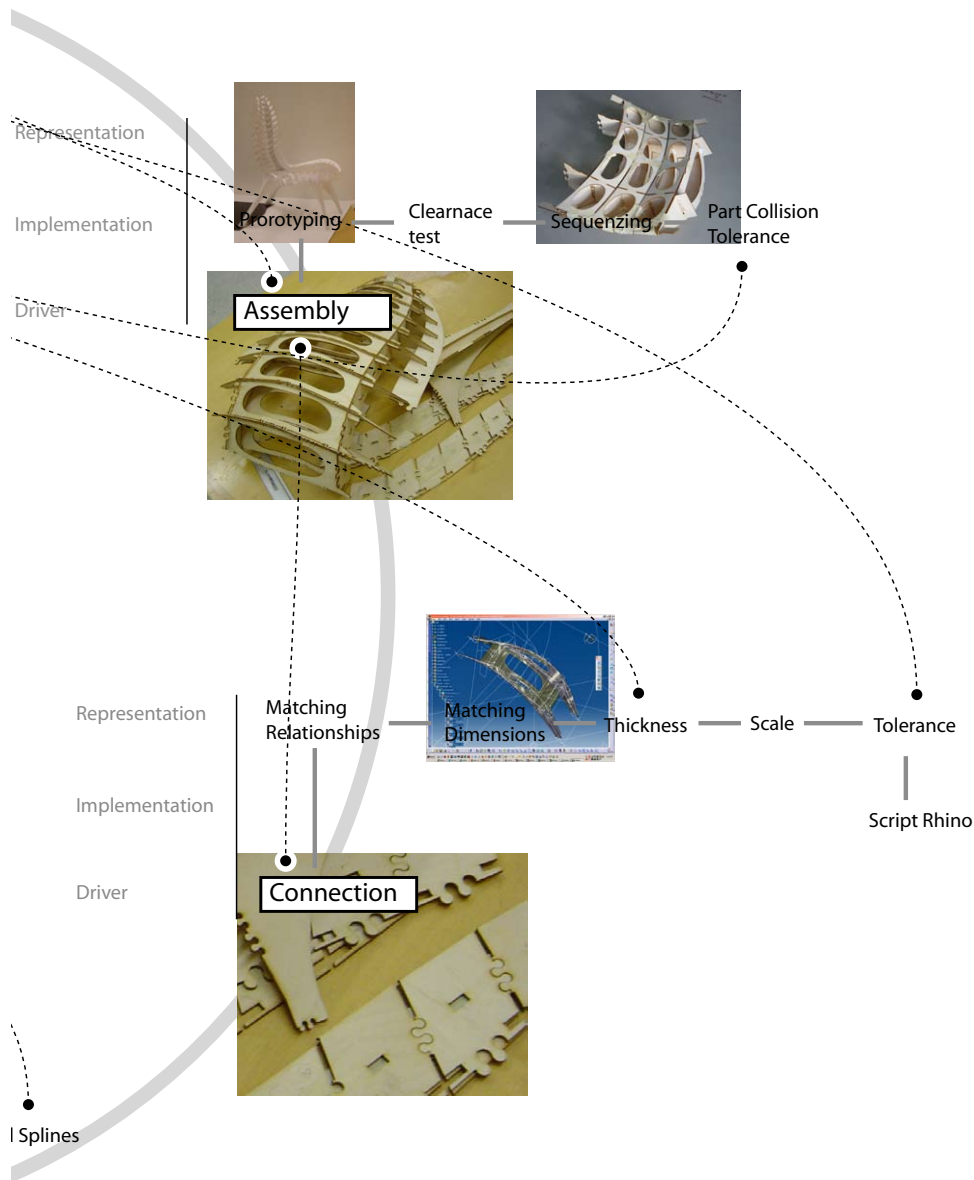 Representation
Implementation
Driver
Prorotyping
Clearnace
test
Sequenzing
Part Collision
Tolerance
Assembly
Representation
Implementation
Driver
Matching
Relationships
Matching
Dimensions
Thickness
Scale
Tolerance
Script Rhino
Connection
Splines